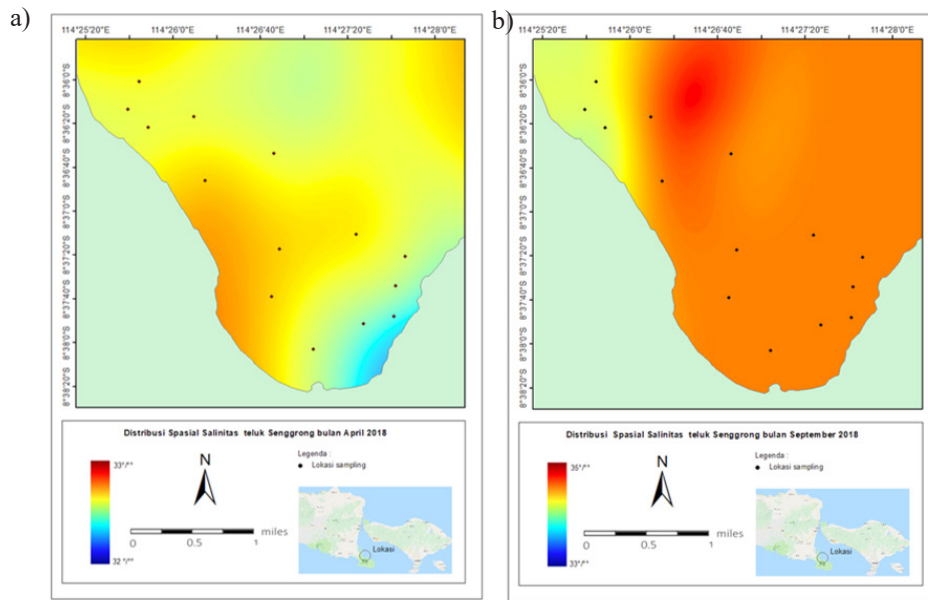 a)
114°25'20"E 114°26'0"E 114°26'40"E 114°27'20"E 114°28'0"E
8°36'0"S
8°36'20"S
8°36'40"S
8°37'0"S
8°37'20"S
8°37'40"S
8°38'0"S
8°38'20"S
Distribusi Spasial Salinitas teluk Senggrong bulan April 2018
33°/°°
32 °/°°
N
0 0.5 1 miles
Legenda :
Lokasi sampling
Lokasi
b)
114°25'20"E 114°26'0"E 114°26'40"E 114°27'20"E 114°28'0"E
8°36'0"S
8°36'20"S
8°36'40"S
8°37'0"S
8°37'20"S
8°37'40"S
8°38'0"S
8°38'20"S
Distribusi Spasial Salinitas teluk Senggrong bulan September 2018
35°/°°
33°/°°
N
0 0.5 1 miles
Legenda :
Lokasi sampling
Lokasi